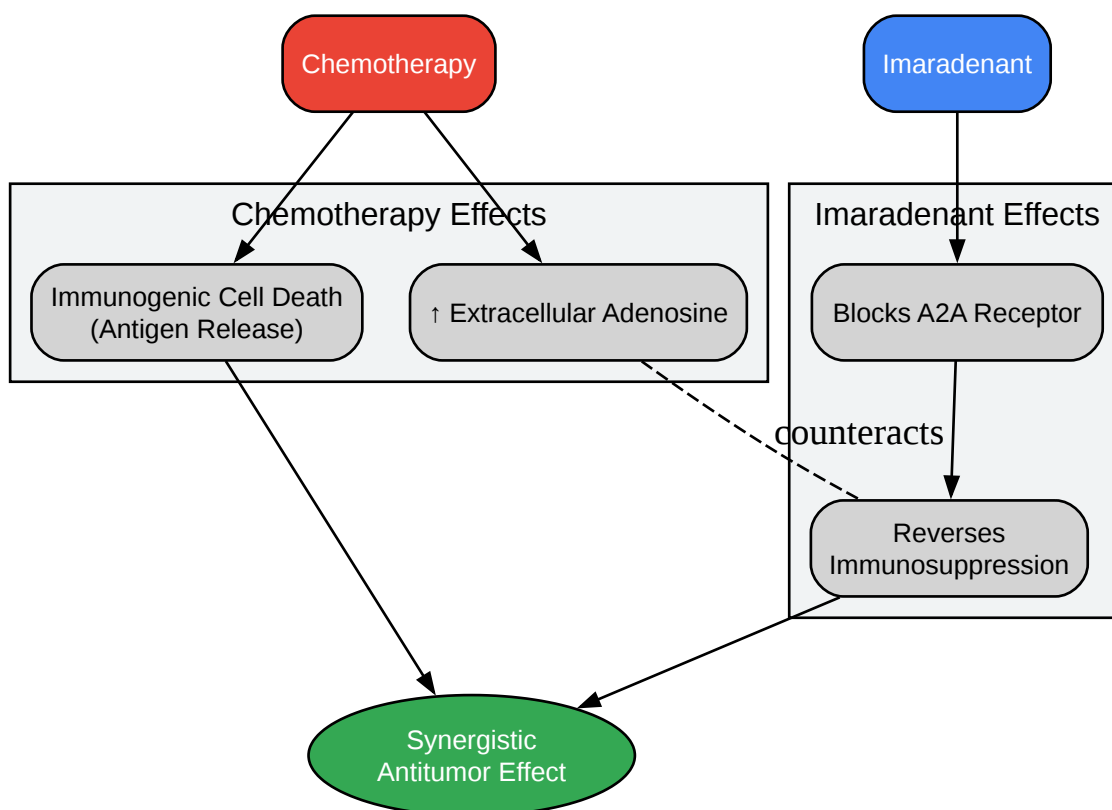 Chemotherapy
Imaradenant
Chemotherapy Effects
Imaradenant Effects
Immunogenic Cell Death
(Antigen Release)
↑ Extracellular Adenosine
Blocks A2A Receptor
counteracts
Reverses
Immunosuppression
Synergistic
Antitumor Effect